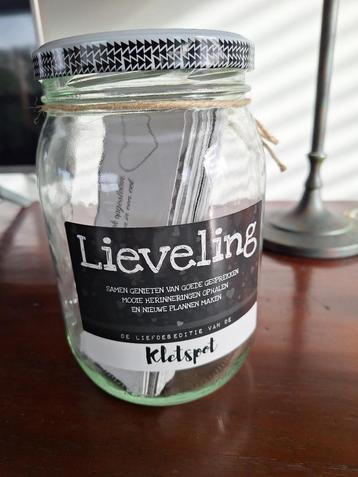 Lieveling
SAMEN GENIETEN VAN GOEDE GESPREKKEN
MOOIE HERINNERINGEN OPHALEN
EN NIEUWE PLANNEN MAKEN
DE LIEFDESEDITIE VAN DE
Kletspot